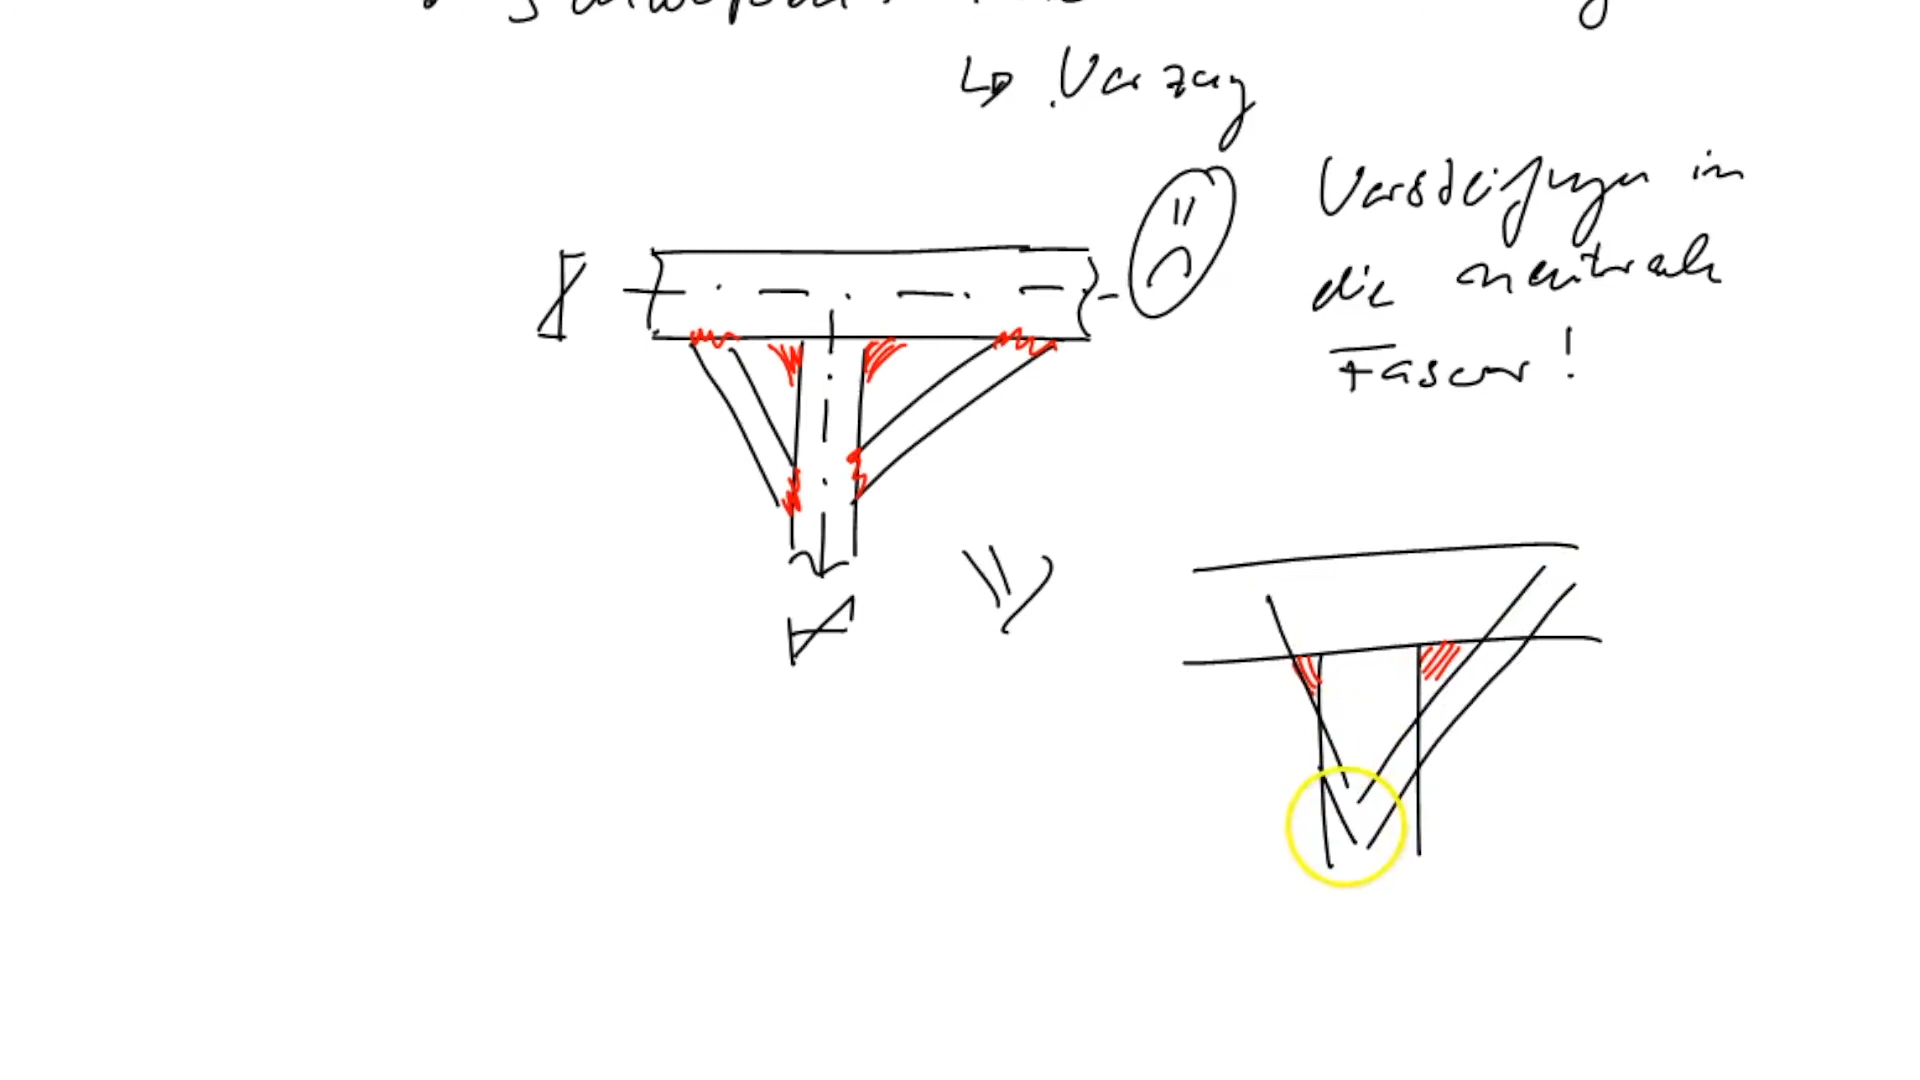 ↳ Verzug
Versteifungen in
die neutrale
Faser!